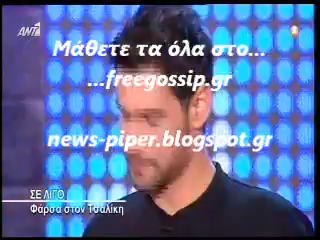 ANT1
Μάθετε τα όλα στο...
...freegossip.gr
news-piper.blogspot.gr
ΣΕ ΛΙΓΟ
Φάρσα στον Τσαλίκη